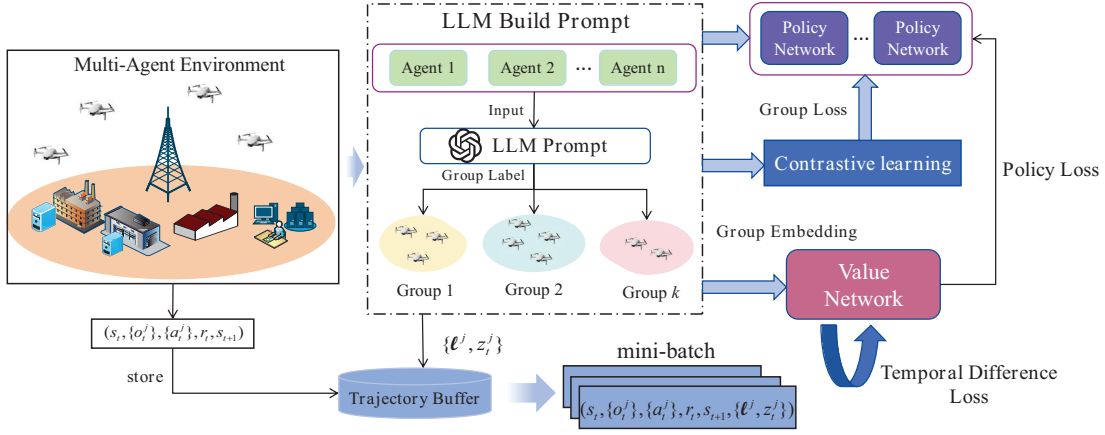 LLM Build Prompt
Policy
Network
...
Policy
Network
Multi-Agent Environment
Agent 1
Agent 2
...
Agent n
Group Loss
Input
LLM Prompt
Contrastive learning
Policy Loss
Group Label
Group Embedding
Value
Network
Group 1
Group 2
Group k
(s_t,{o_t^j},{a_t^j},r_t,s_{t+1})
{ℓ^j,z_t^j}
mini-batch
store
Temporal Difference
Loss
Trajectory Buffer
(s_t,{o_t^j},{a_t^j},r_t,s_{t+1},{ℓ^j,z_t^j})